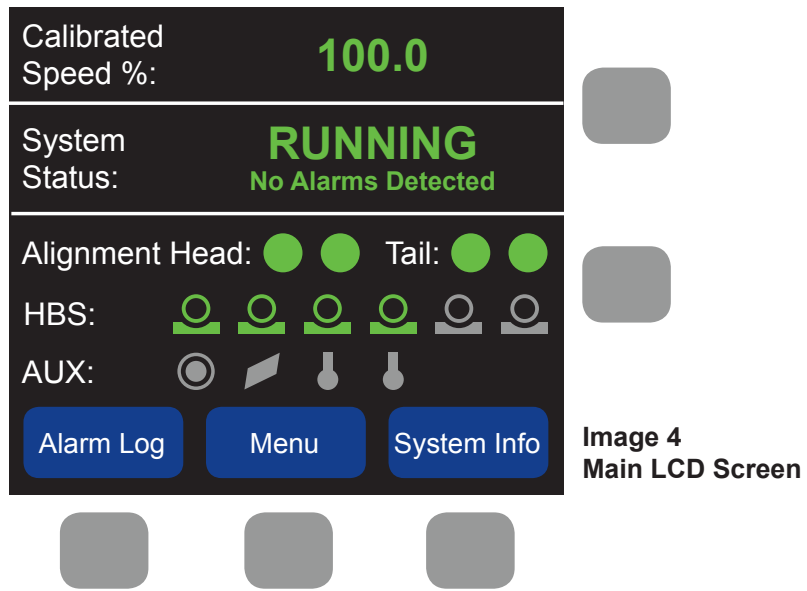 Calibrated
Speed %:
100.0
System
Status:
RUNNING
No Alarms Detected
Alignment Head:
Tail:
HBS:
AUX:
Alarm Log
Menu
System Info
Image 4
Main LCD Screen